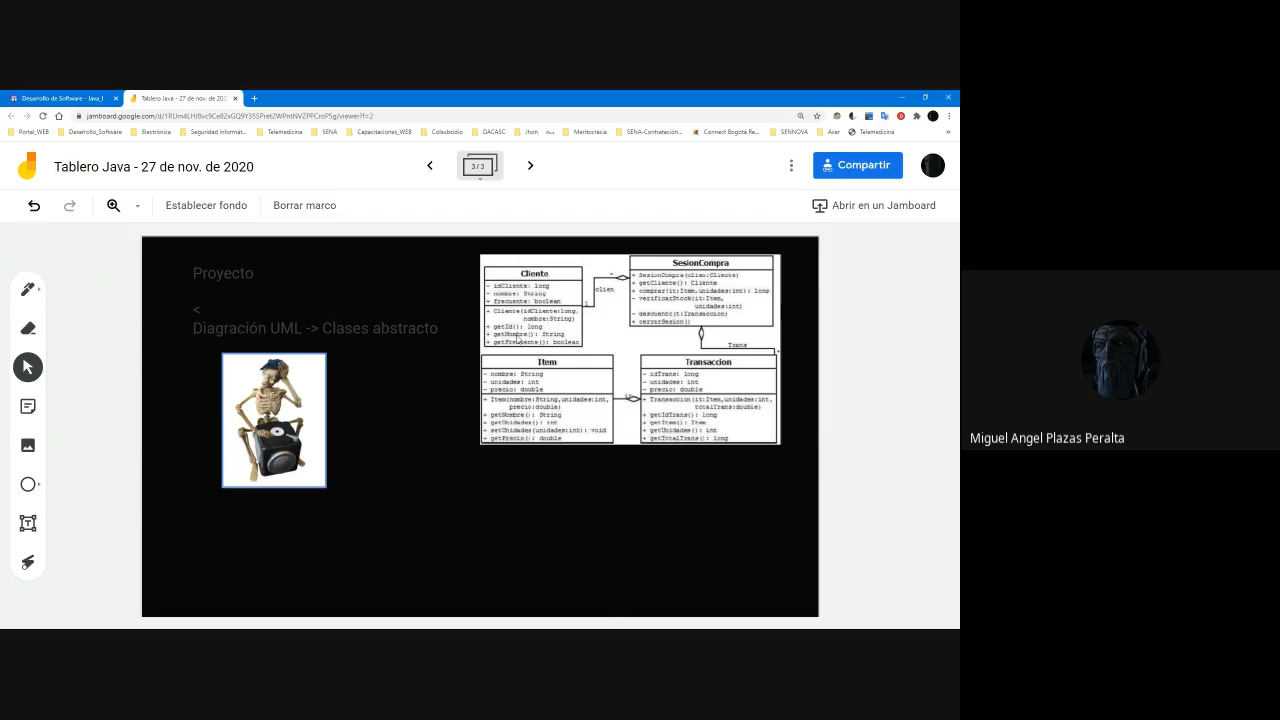 Desarrollo de Software - Java_I
Tablero Java - 27 de nov. de 202
jamboard.google.com/d/1RUm4LHJ8vc9Ce82xGQ9Y35SPret2WPntNVZPPCroP5g/viewer?f=2
Portal_WEB
Desarrollo_Software
Electrónica
Seguridad Informát...
Telemedicina
SENA
Capacitaciones_WEB
Colsubsidio
DACASC
Jhon
Meritocracia
SENA-Contratación...
Connect Bogotá Re...
SENNOVA
Acer
Telemedicina
Tablero Java - 27 de nov. de 2020
3 / 3
Compartir
Establecer fondo
Borrar marco
Abrir en un Jamboard
Proyecto
<
Diagración UML -> Clases abstracto
Cliente
- idCliente: long
- nombre: String
+ frecuente: boolean
+ Cliente(idCliente:long,
nombre:String)
+ getId(): long
+ getNombre(): String
+ getFrecuente(): boolean
*
clien
1
SesionCompra
+ SesionCompra(clien:Cliente)
+ getCliente(): Cliente
+ comprar(it:Item,unidades:int): long
- verificarStock(it:Item,
unidades:int)
- descuento(t:Transaccion)
+ cerrarSesion()
Trans
*
Item
- nombre: String
- unidades: int
- precio: double
+ Item(nombre:String,unidades:int,
precio:double)
+ getNombre(): String
+ getUnidades(): int
+ setUnidades(unidades:int): void
+ getPrecio(): double
it
Transaccion
- idTrans: long
- unidades: int
- precio: double
+ Transaccion(it:Item,unidades:int,
totalTrans:double)
+ getIdTrans(): long
+ getItem(): Item
+ getUnidades(): int
+ getTotalTrans(): long
Miguel Angel Plazas Peralta